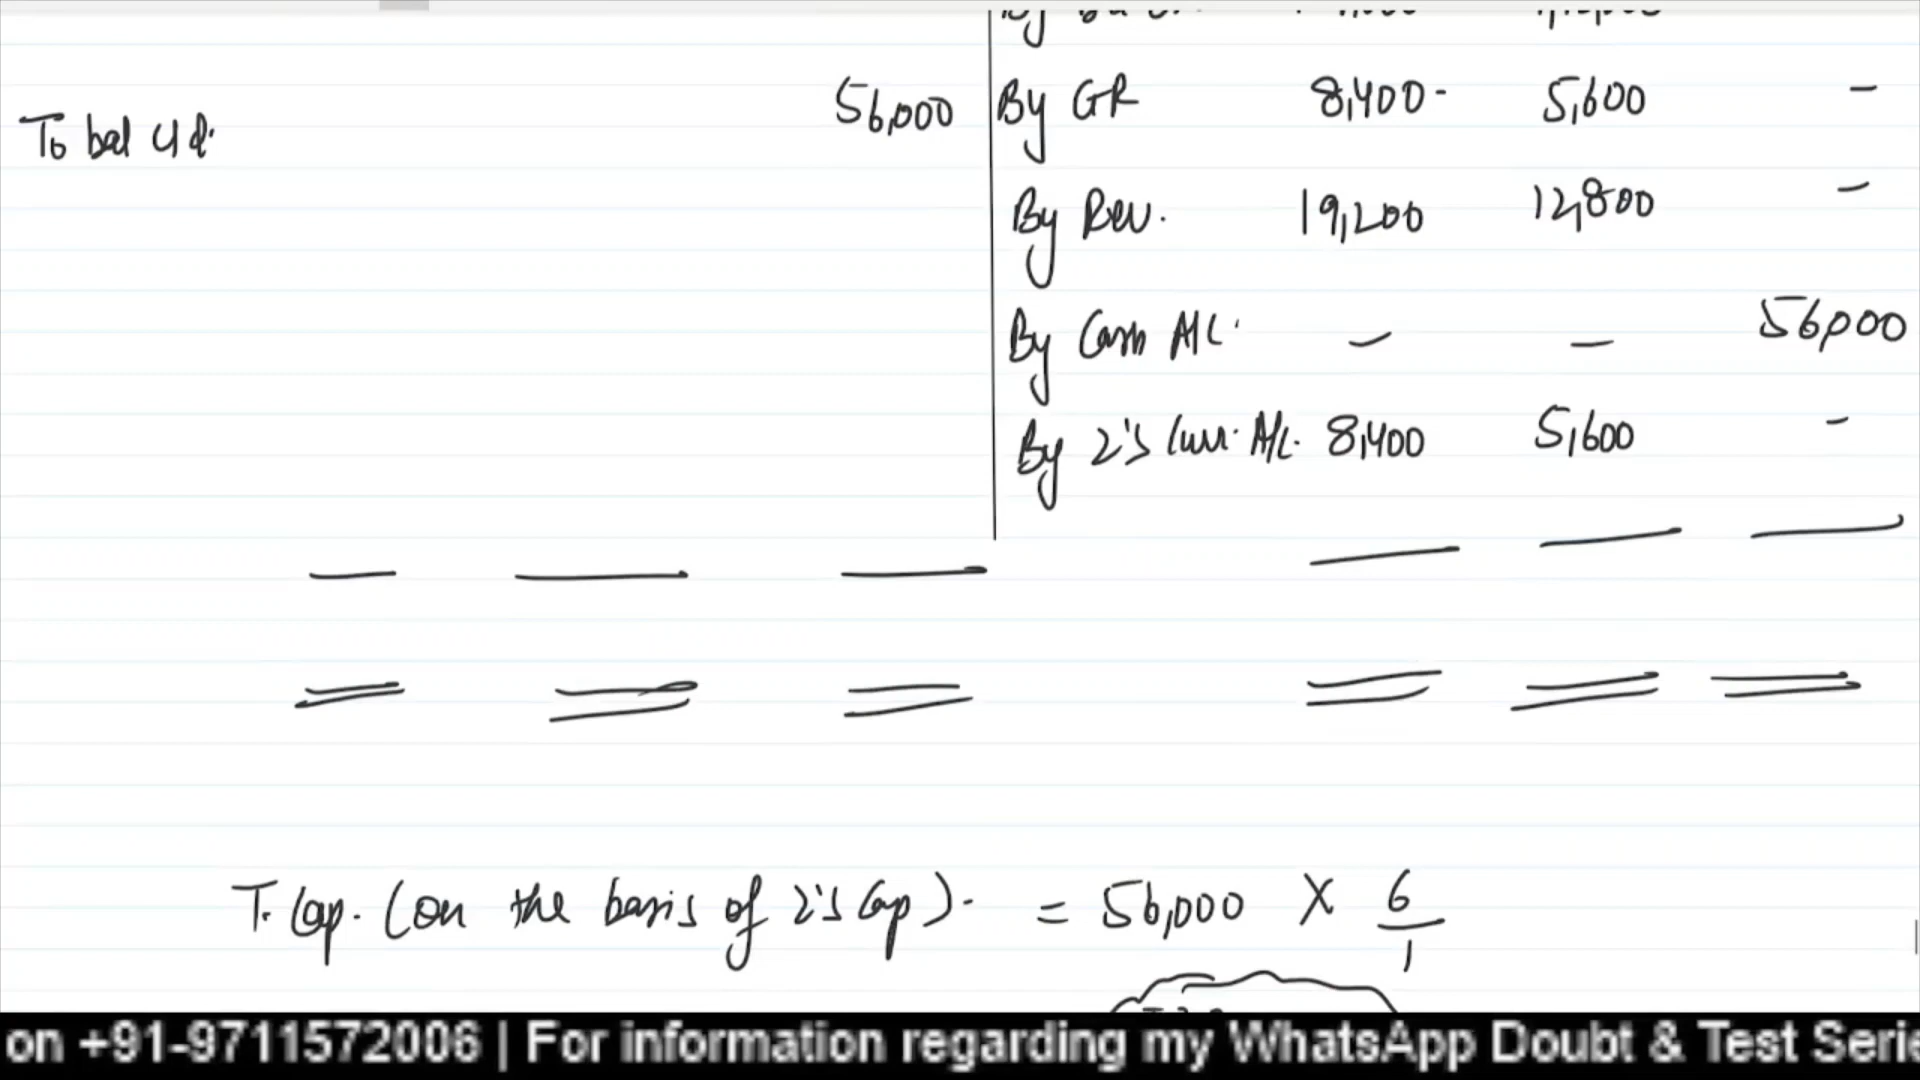 To bal c/d. 56,000
By GR 8,400- 5,600 -
By Rev. 19,200 12,800 -
By Cash A/c. - - 56,000
By Z's Curr. A/c. 8,400 5,600 -
T. Cap. (on the basis of Z's Cap). = 56,000 X 6/1
on +91-9711572006 | For information regarding my WhatsApp Doubt & Test Serie